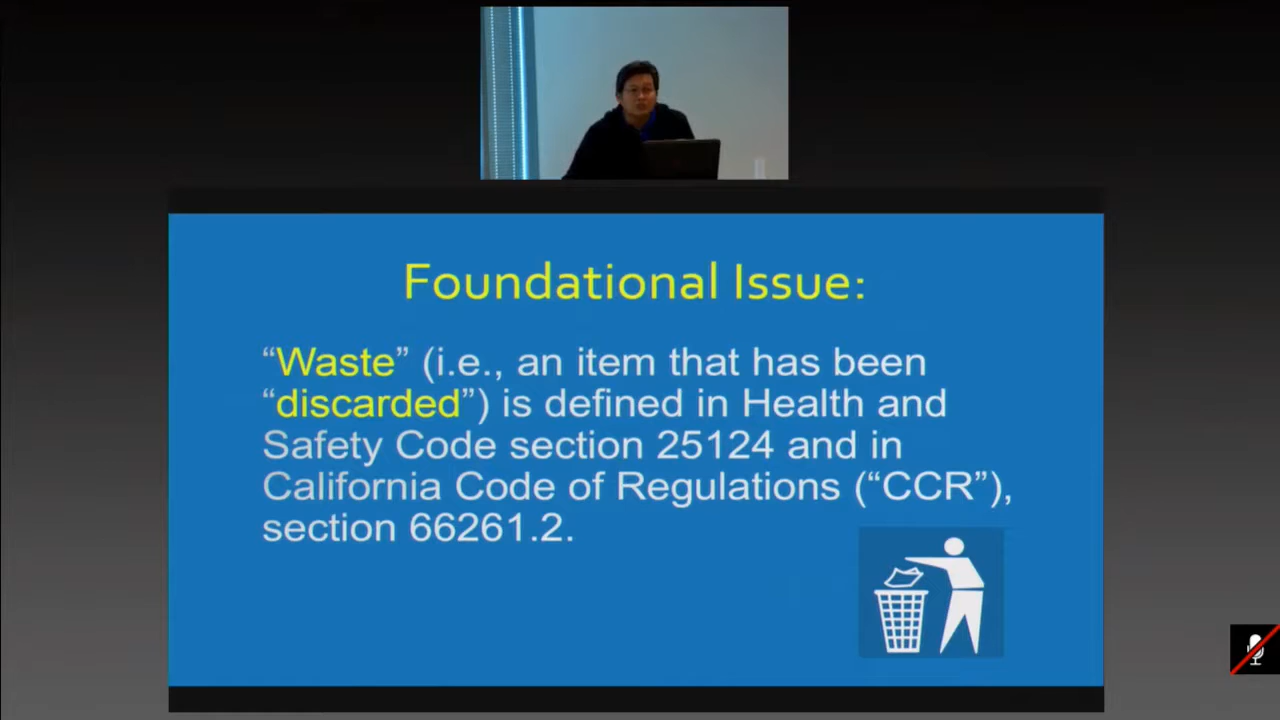 Foundational Issue:
“Waste” (i.e., an item that has been
“discarded”) is defined in Health and
Safety Code section 25124 and in
California Code of Regulations (“CCR”),
section 66261.2.